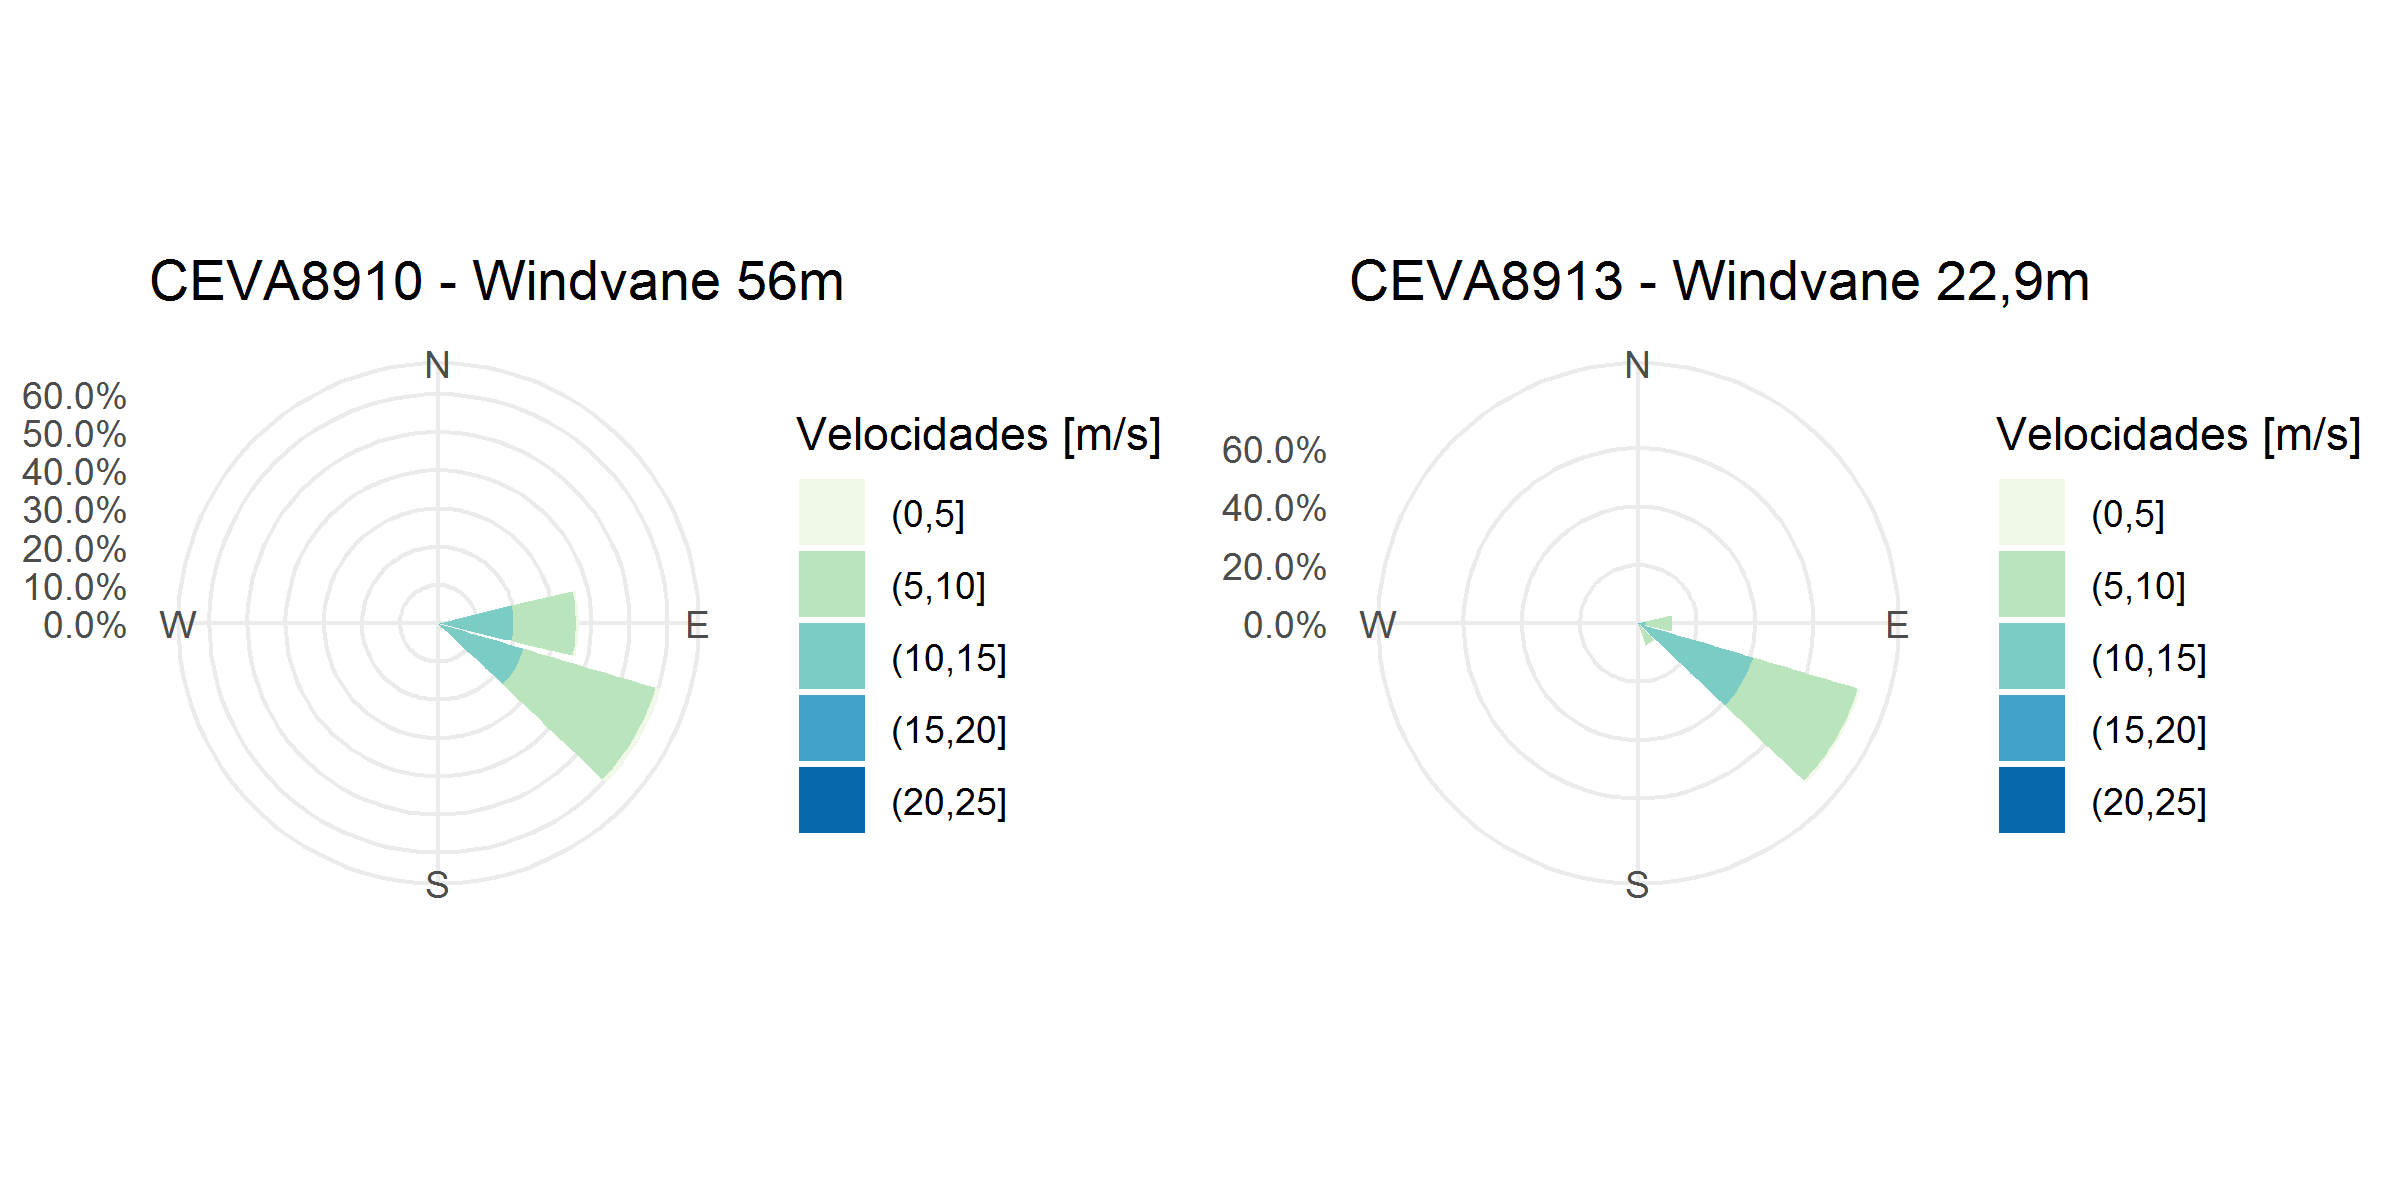 CEVA8910 - Windvane 56m
N
60.0%
50.0%
40.0%
30.0%
20.0%
10.0%
0.0%
W
E
S
Velocidades [m/s]
(0,5]
(5,10]
(10,15]
(15,20]
(20,25]
CEVA8913 - Windvane 22,9m
N
60.0%
40.0%
20.0%
0.0%
W
E
S
Velocidades [m/s]
(0,5]
(5,10]
(10,15]
(15,20]
(20,25]